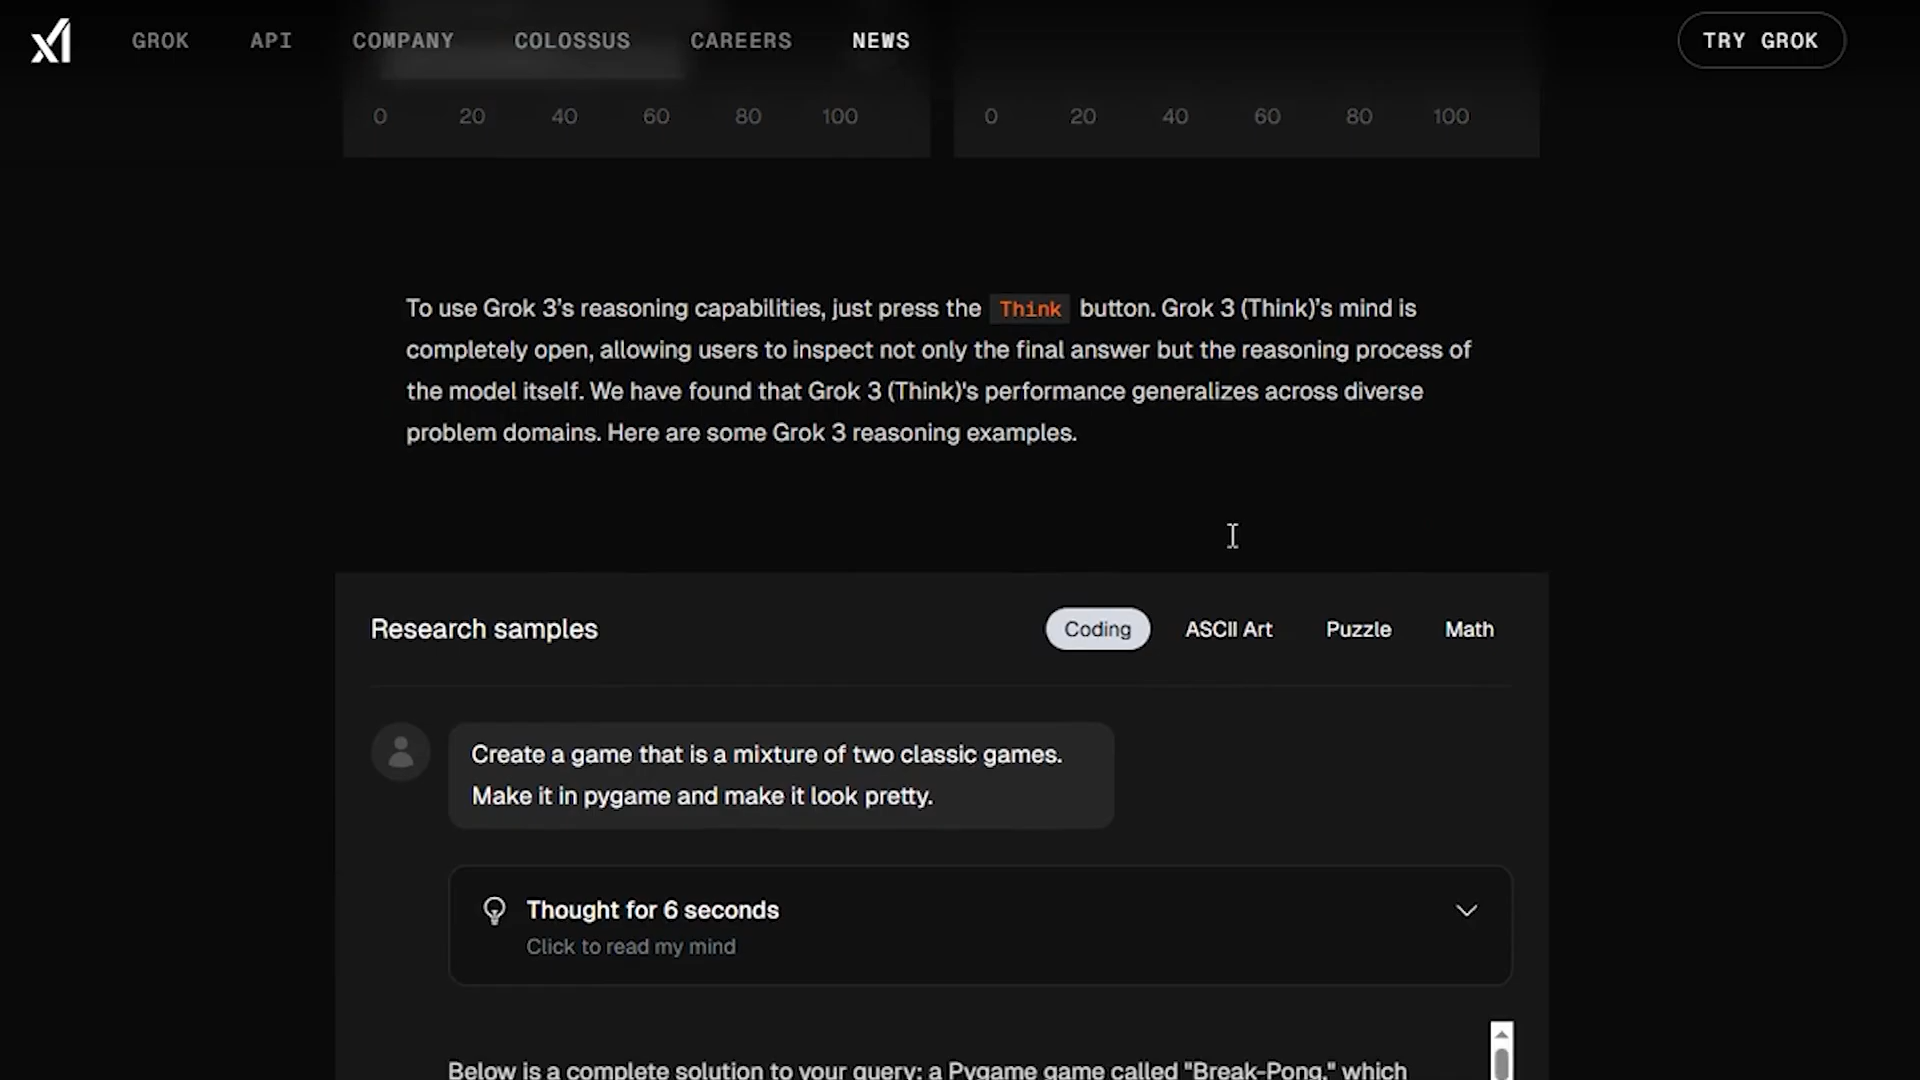 xI GROK API COMPANY COLOSSUS CAREERS NEWS TRY GROK
0 20 40 60 80 100 0 20 40 60 80 100
To use Grok 3’s reasoning capabilities, just press the Think button. Grok 3 (Think)’s mind is
completely open, allowing users to inspect not only the final answer but the reasoning process of
the model itself. We have found that Grok 3 (Think)'s performance generalizes across diverse
problem domains. Here are some Grok 3 reasoning examples.
Research samples Coding ASCII Art Puzzle Math
Create a game that is a mixture of two classic games.
Make it in pygame and make it look pretty.
Thought for 6 seconds
Click to read my mind
Below is a complete solution to your query: a Pygame game called "Break-Pong," which